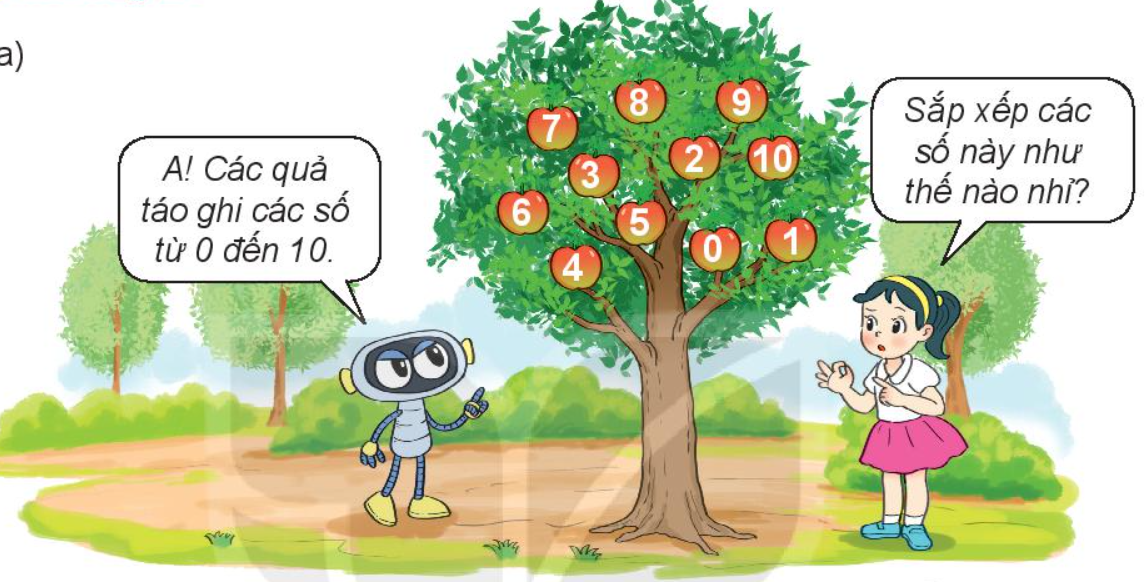 a)
A! Các quả
táo ghi các số
từ 0 đến 10.
Sắp xếp các
số này như
thế nào nhỉ?
8
9
7
2
10
3
6
5
0
1
4